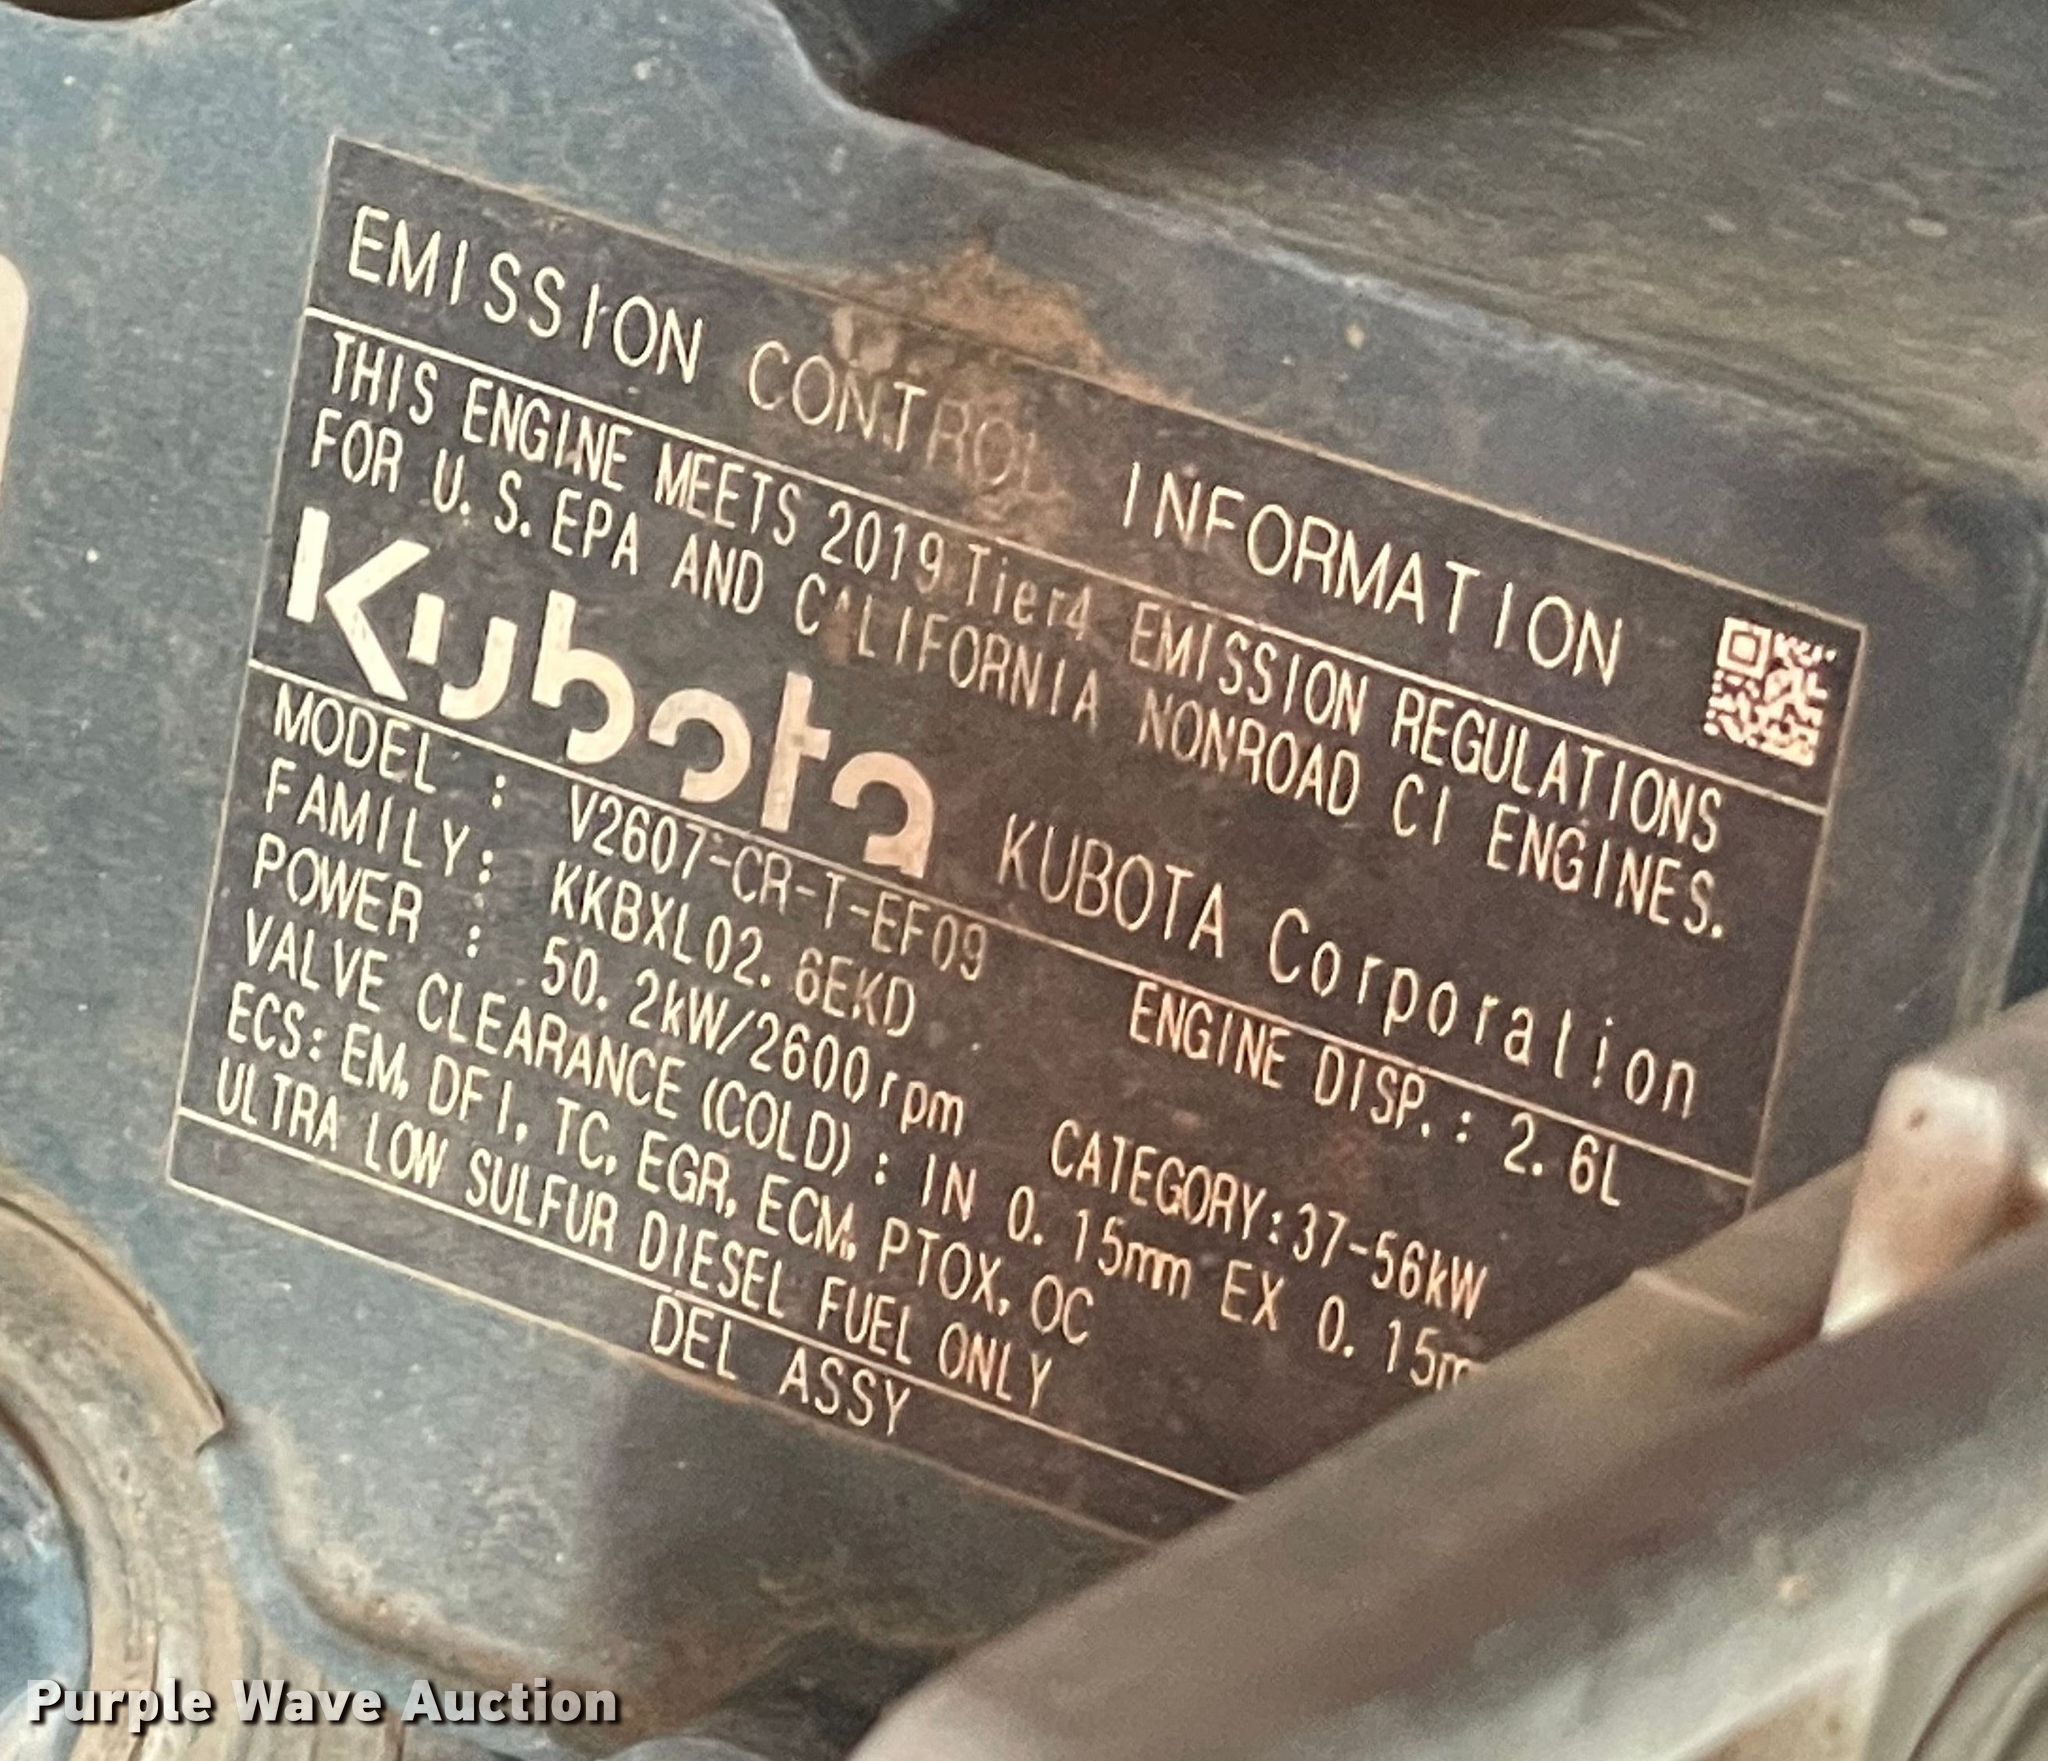 EMISSION CONTROL INFORMATION
THIS ENGINE MEETS 2019 Tier4 EMISSION REGULATIONS
FOR U.S.EPA AND CALIFORNIA NONROAD CI ENGINES.
Kubota KUBOTA Corporation
MODEL : V2607-CR-T-EF09 ENGINE DISP.: 2.6L
FAMILY: KKBXL02.6EKD
POWER : 50.2kW/2600rpm CATEGORY:37-56kW
VALVE CLEARANCE (COLD) : IN 0.15mm EX 0.15m
ECS: EM, DFI, TC, EGR, ECM, PTOX, OC
ULTRA LOW SULFUR DIESEL FUEL ONLY
DEL ASSY
Purple Wave Auction